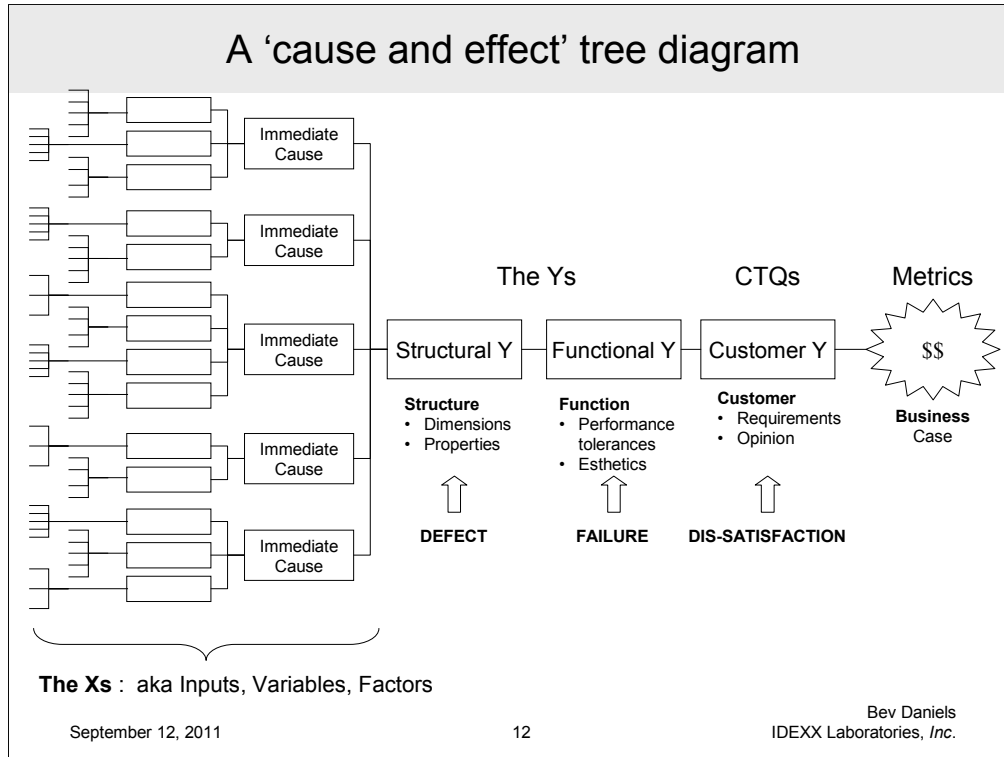 A ‘cause and effect’ tree diagram
Immediate
Cause
Immediate
Cause
Immediate
Cause
Immediate
Cause
Immediate
Cause
The Ys
CTQs
Metrics
Structural Y
Functional Y
Customer Y
$$
Structure
• Dimensions
• Properties
Function
• Performance
tolerances
• Esthetics
Customer
• Requirements
• Opinion
Business
Case
DEFECT
FAILURE
DIS-SATISFACTION
The Xs : aka Inputs, Variables, Factors
September 12, 2011
12
Bev Daniels
IDEXX Laboratories, Inc.